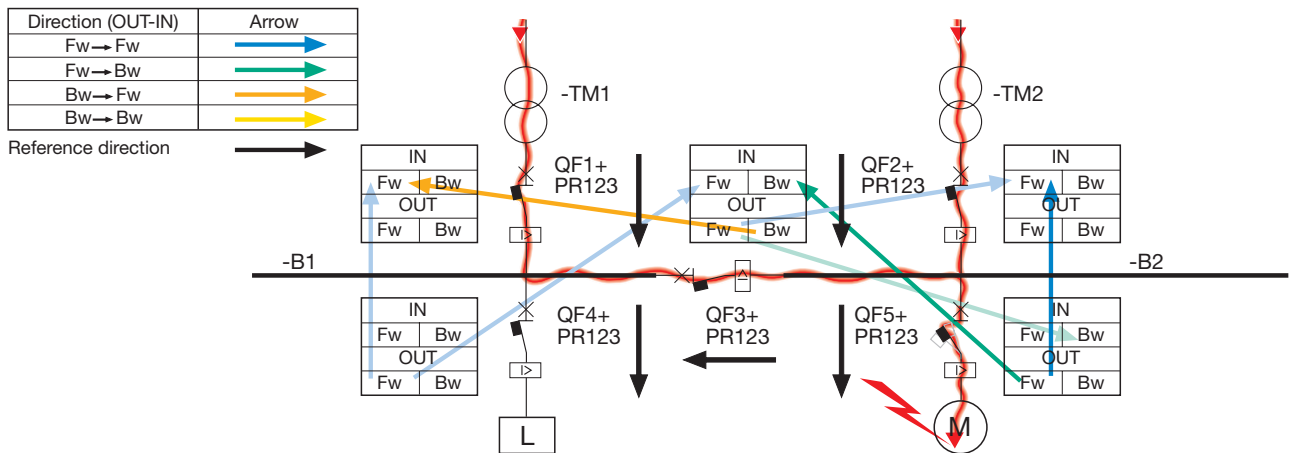 Direction (OUT-IN) Arrow
Fw → Fw
Fw → Bw
Bw → Fw
Bw → Bw
Reference direction
-TM1
-TM2
IN
Fw Bw
OUT
Fw Bw
QF1+
PR123
IN
Fw Bw
OUT
Fw Bw
QF2+
PR123
IN
Fw Bw
OUT
Fw Bw
I>
I>
I>
-B1
-B2
IN
Fw Bw
OUT
Fw Bw
QF4+
PR123
QF3+
PR123
QF5+
PR123
IN
Fw Bw
OUT
Fw Bw
I>
I>
L
M